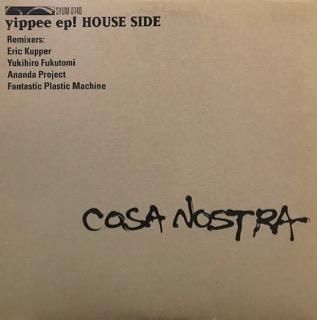 SYUM 0140
yippee ep! HOUSE SIDE
Remixers:
Eric Kupper
Yukihiro Fukutomi
Ananda Project
Fantastic Plastic Machine
COSA NOSTRA